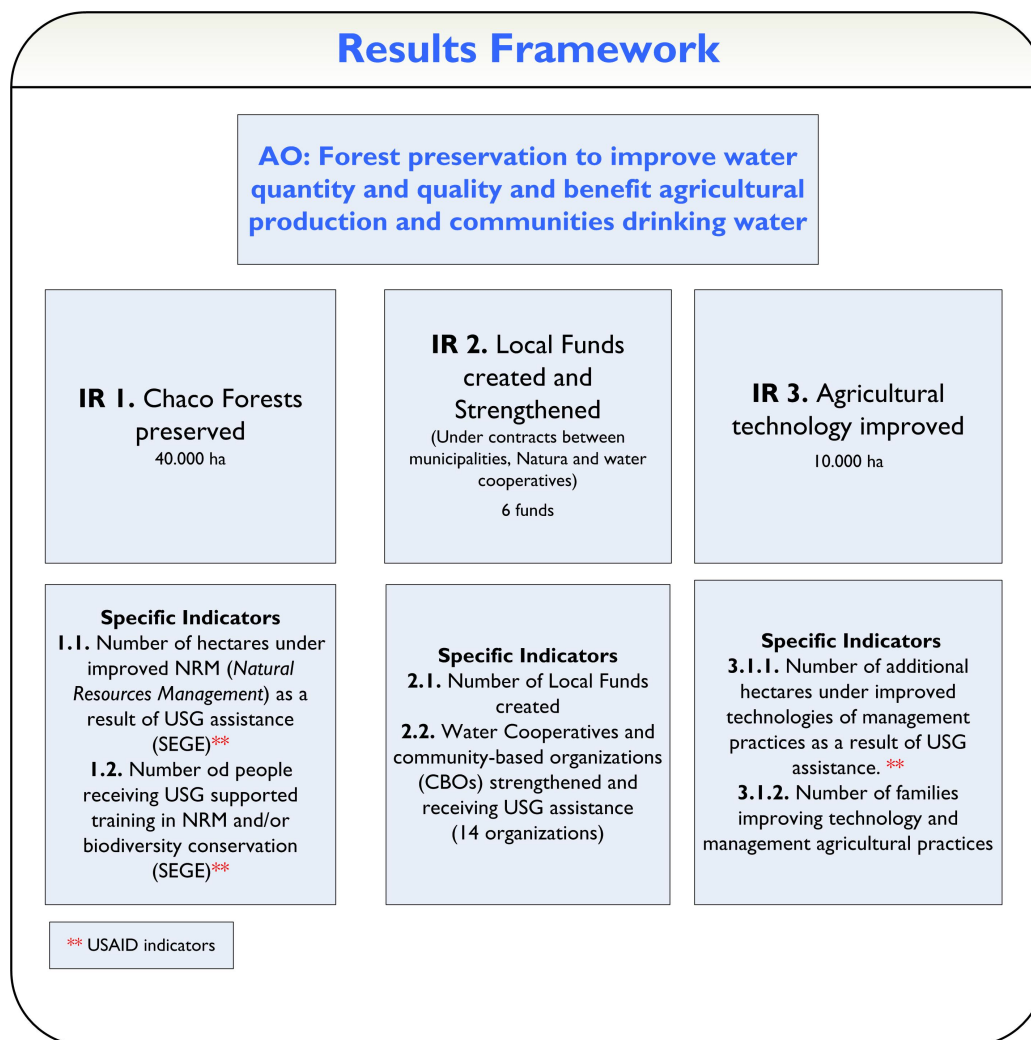 Results Framework
AO: Forest preservation to improve water
quantity and quality and benefit agricultural
production and communities drinking water
IR 1. Chaco Forests
preserved
40.000 ha
IR 2. Local Funds
created and
Strengthened
(Under contracts between
municipalities, Natura and water
cooperatives)
6 funds
IR 3. Agricultural
technology improved
10.000 ha
Specific Indicators
1.1. Number of hectares under
improved NRM (Natural
Resources Management) as a
result of USG assistance
(SEGE)**
1.2. Number od people
receiving USG supported
training in NRM and/or
biodiversity conservation
(SEGE)**
Specific Indicators
2.1. Number of Local Funds
created
2.2. Water Cooperatives and
community-based organizations
(CBOs) strengthened and
receiving USG assistance
(14 organizations)
Specific Indicators
3.1.1. Number of additional
hectares under improved
technologies of management
practices as a result of USG
assistance. **
3.1.2. Number of families
improving technology and
management agricultural practices
** USAID indicators